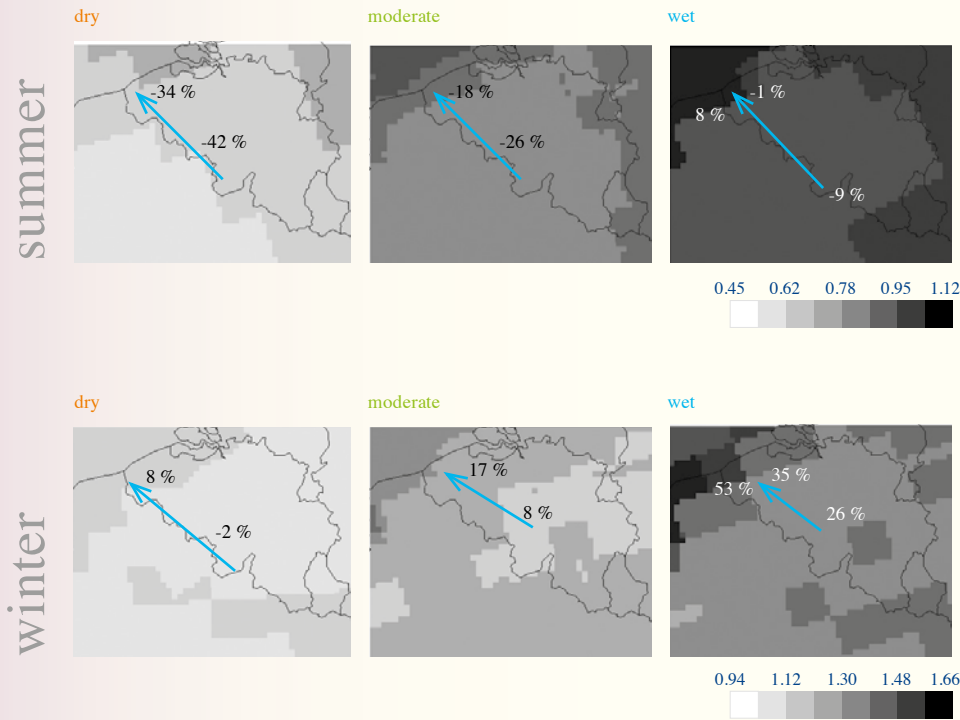 dry moderate wet
summer
-34 % -18 % -1 %
8 %
-42 % -26 %
-9 %
0.45 0.62 0.78 0.95 1.12
dry moderate wet
winter
8 % 17 % 35 %
53 %
-2 % 8 % 26 %
0.94 1.12 1.30 1.48 1.66